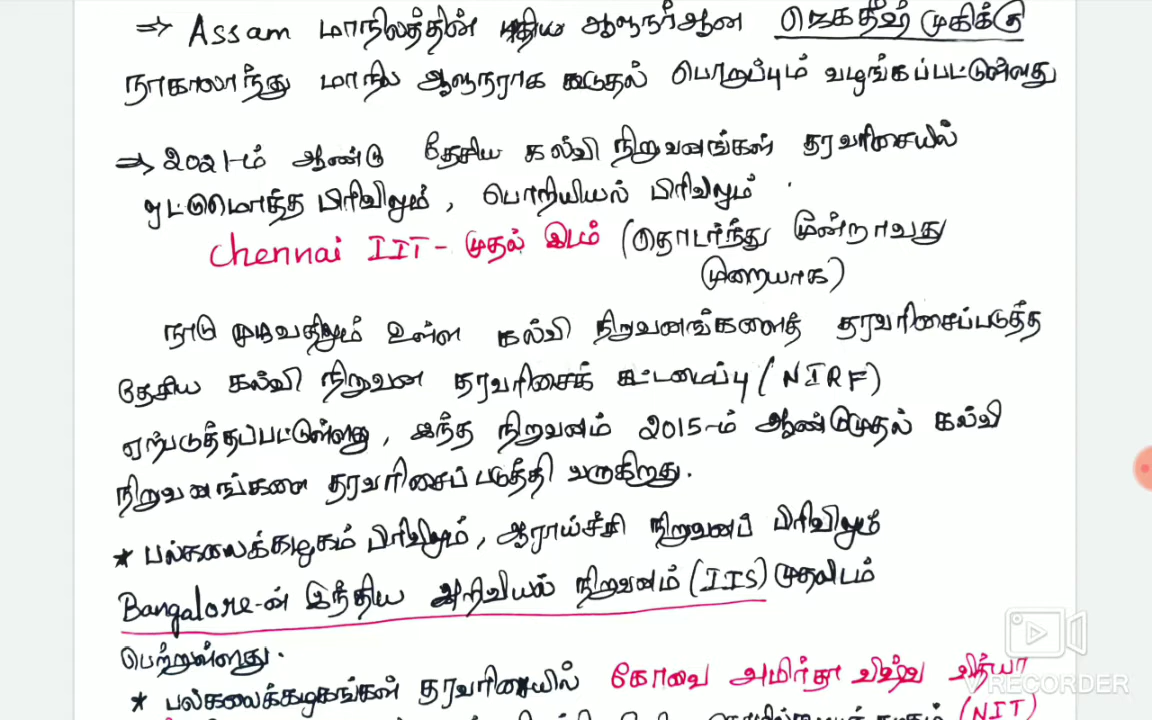 ⇒ Assam மாநிலத்தின் புதிய ஆளுநர்ஆன ஜெகதீஷ் முகிக்கு
நாகாலாந்து மாநில ஆளுநராக கூடுதல் பொறுப்பும் வழங்கப்பட்டுள்ளது
⇒ 2021-ம் ஆண்டு தேசிய கல்வி நிறுவனங்கள் தரவரிசையில்
ஒட்டுமொத்த பிரிவிலும், பொறியியல் பிரிவிலும்
Chennai IIT - முதல் இடம் (தொடர்ந்து மூன்றாவது
முறையாக)
நாடு முழுவதிலும் உள்ள கல்வி நிறுவனங்களைத் தரவரிசைப்படுத்த
தேசிய கல்வி நிறுவன தரவரிசைக் கட்டமைப்பு (NIRF)
ஏற்படுத்தப்பட்டுள்ளது, இந்த நிறுவனம் 2015-ம் ஆண்டுமுதல் கல்வி
நிறுவனங்களை தரவரிசைப் படுத்தி வருகிறது.
* பல்கலைக்கழகம் பிரிவிலும், ஆராய்ச்சி நிறுவனப் பிரிவிலும்
Bangalore-ன் இந்திய அறிவியல் நிறுவனம் (IIS) முதலிடம்
பெற்றுள்ளது.
* பல்கலைக்கழகங்கள் தரவரிசையில் கோவை அமிர்தா விஷ்வ வித்யா
(NIT)
VRECORDER